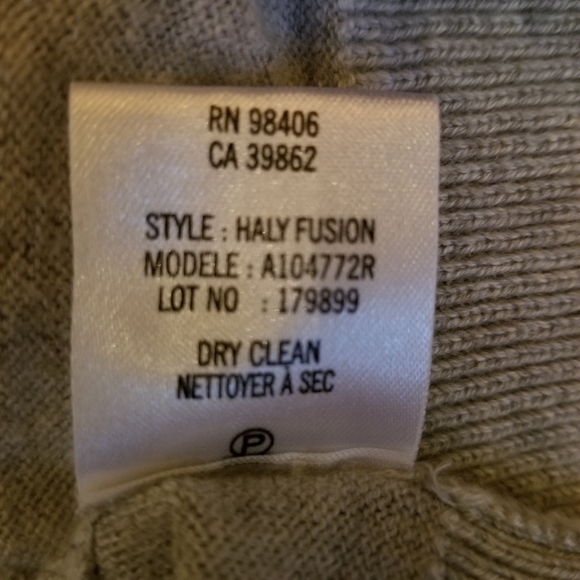 RN 98406
CA 39862
STYLE : HALY FUSION
MODELE : A104772R
LOT NO : 179899
DRY CLEAN
NETTOYER À SEC
P